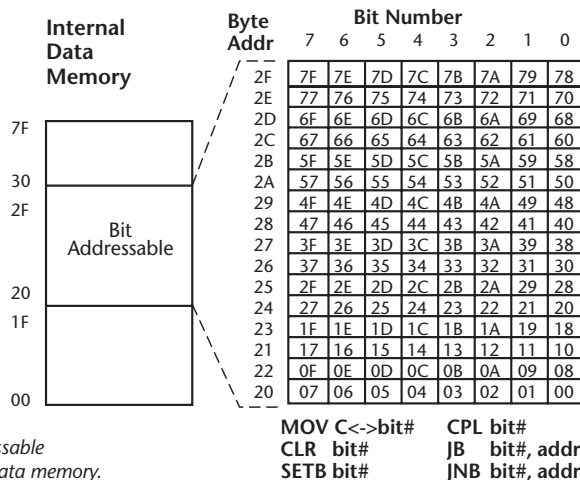 Internal
Data
Memory
7F
30
2F
Bit
Addressable
20
1F
00
Byte Bit Number
Addr 7 6 5 4 3 2 1 0
2F 7F 7E 7D 7C 7B 7A 79 78
2E 77 76 75 74 73 72 71 70
2D 6F 6E 6D 6C 6B 6A 69 68
2C 67 66 65 64 63 62 61 60
2B 5F 5E 5D 5C 5B 5A 59 58
2A 57 56 55 54 53 52 51 50
29 4F 4E 4D 4C 4B 4A 49 48
28 47 46 45 44 43 42 41 40
27 3F 3E 3D 3C 3B 3A 39 38
26 37 36 35 34 33 32 31 30
25 2F 2E 2D 2C 2B 2A 29 28
24 27 26 25 24 23 22 21 20
23 1F 1E 1D 1C 1B 1A 19 18
21 17 16 15 14 13 12 11 10
22 0F 0E 0D 0C 0B 0A 09 08
20 07 06 05 04 03 02 01 00
MOV C<->bit# CPL bit#
CLR bit# JB bit#, addr
SETB bit# JNB bit#, addr
ssable
ata memory.